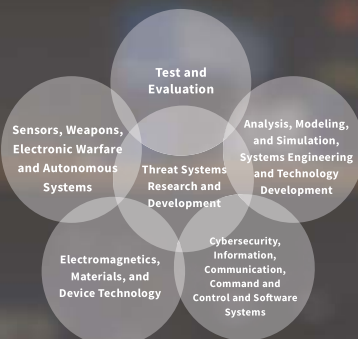 Test and
Evaluation
Sensors, Weapons,
Electronic Warfare
and Autonomous
Systems
Analysis, Modeling,
and Simulation,
Systems Engineering
and Technology
Development
Threat Systems
Research and
Development
Electromagnetics,
Materials, and
Device Technology
Cybersecurity,
Information,
Communication,
Command and
Control and Software
Systems